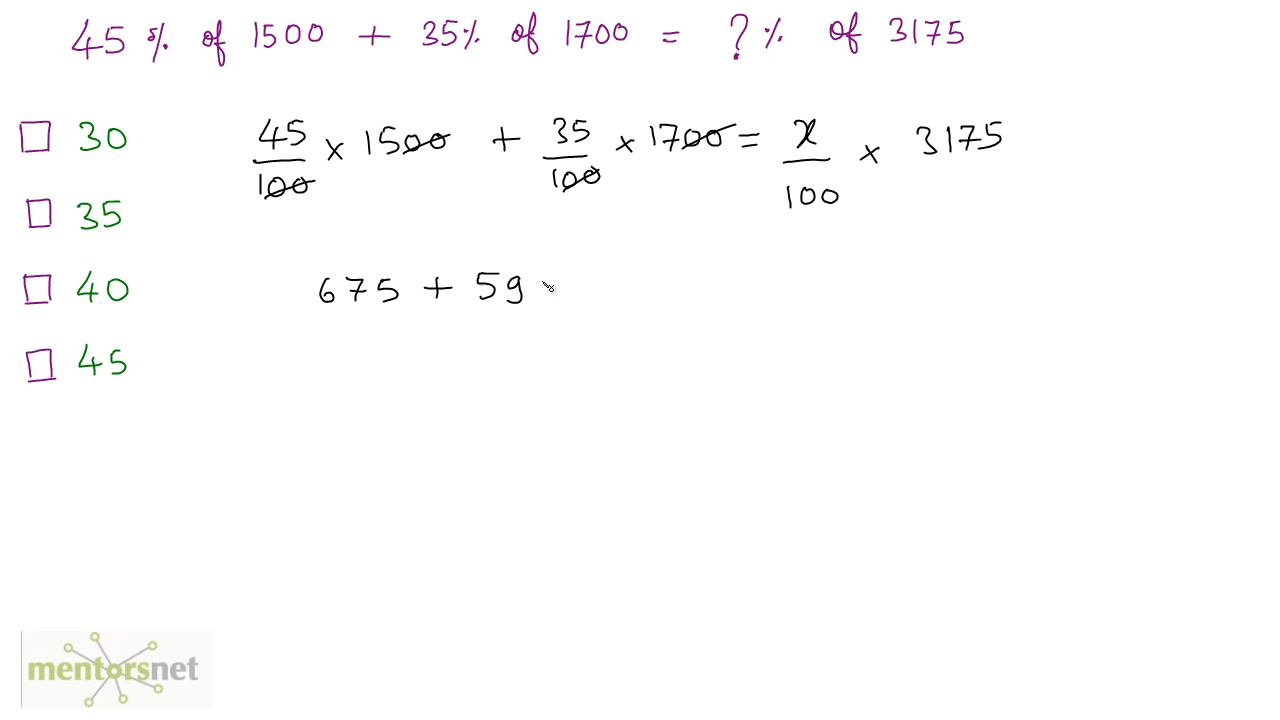 45 % of 1500 + 35% of 1700 = ? % of 3175
30
45/100 × 1500 + 35/100 × 1700 = x/100 × 3175
35
40
675 + 59
45
mentorsnet